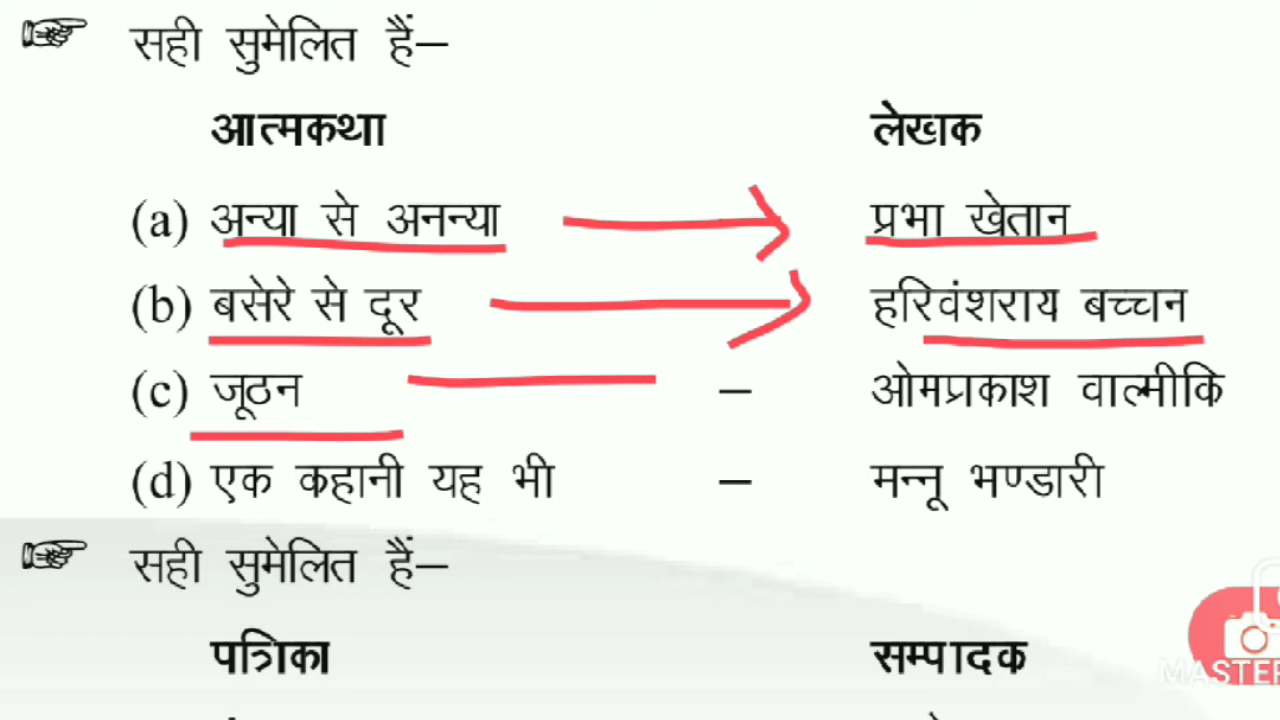 सही सुमेलित हैं–
आत्मकथा लेखक
(a) अन्या से अनन्या प्रभा खेतान
(b) बसेरे से दूर हरिवंशराय बच्चन
(c) जूठन – ओमप्रकाश वाल्मीकि
(d) एक कहानी यह भी – मन्नू भण्डारी
सही सुमेलित हैं–
पत्रिका सम्पादक